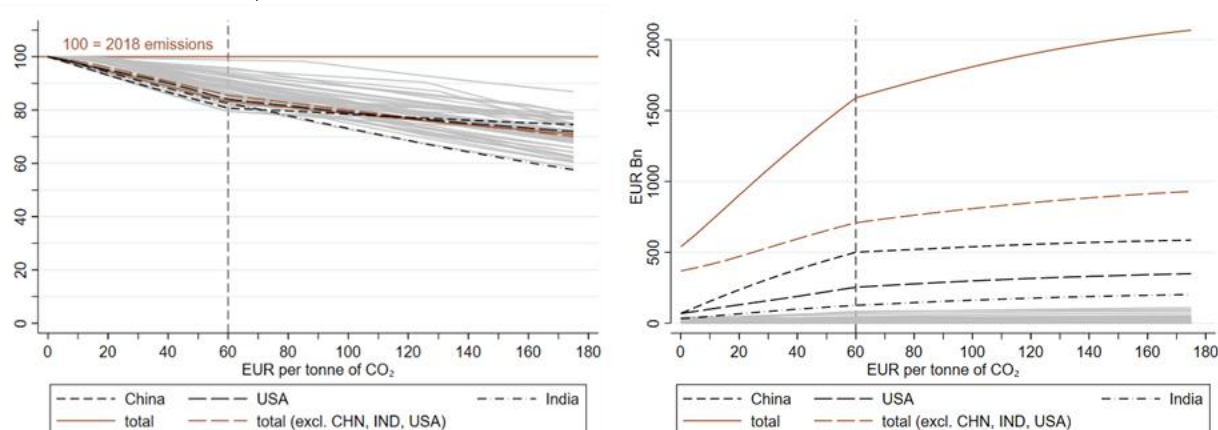 100 = 2018 emissions
100
80
60
40
20
0
0 20 40 60 80 100 120 140 160 180
EUR per tonne of CO₂
China USA India
total total (excl. CHN, IND, USA)
EUR Bn
2000
1500
1000
500
0
0 20 40 60 80 100 120 140 160 180
EUR per tonne of CO₂
China USA India
total total (excl. CHN, IND, USA)